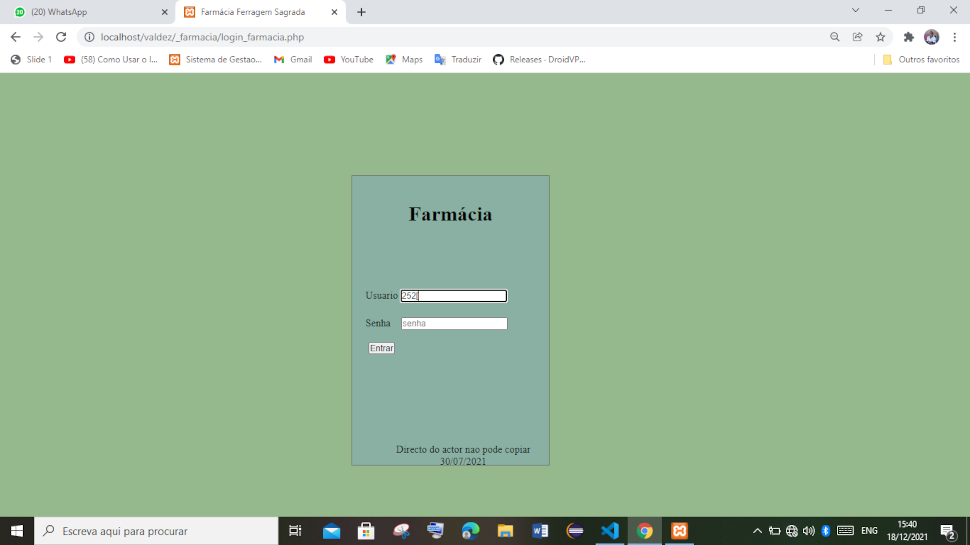 (20) WhatsApp
Farmácia Ferragem Sagrada
localhost/valdez/_farmacia/login_farmacia.php
Slide 1
(58) Como Usar o I...
Sistema de Gestao...
Gmail
YouTube
Maps
Traduzir
Releases · DroidVP...
Outros favoritos
Farmácia
Usuario 252
Senha senha
Entrar
Directo do actor nao pode copiar
30/07/2021
Escreva aqui para procurar
ENG
15:40
18/12/2021
2